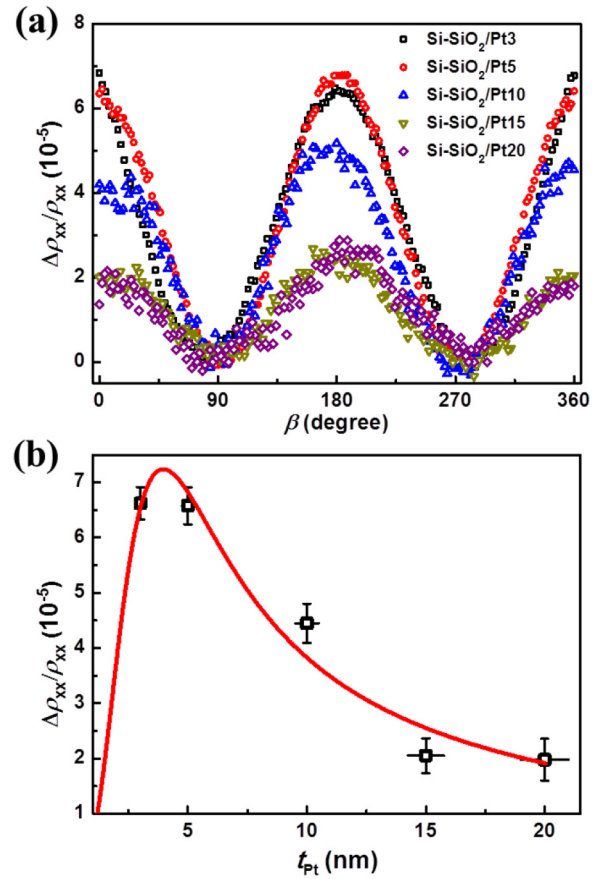 (a)
Si-SiO₂/Pt3
Si-SiO₂/Pt5
Si-SiO₂/Pt10
Si-SiO₂/Pt15
Si-SiO₂/Pt20
Δρxx/ρxx (10⁻⁵)
6
4
2
0
0 90 180 270 360
β (degree)
(b)
Δρxx/ρxx (10⁻⁵)
7
6
5
4
3
2
1
5 10 15 20
tPt (nm)